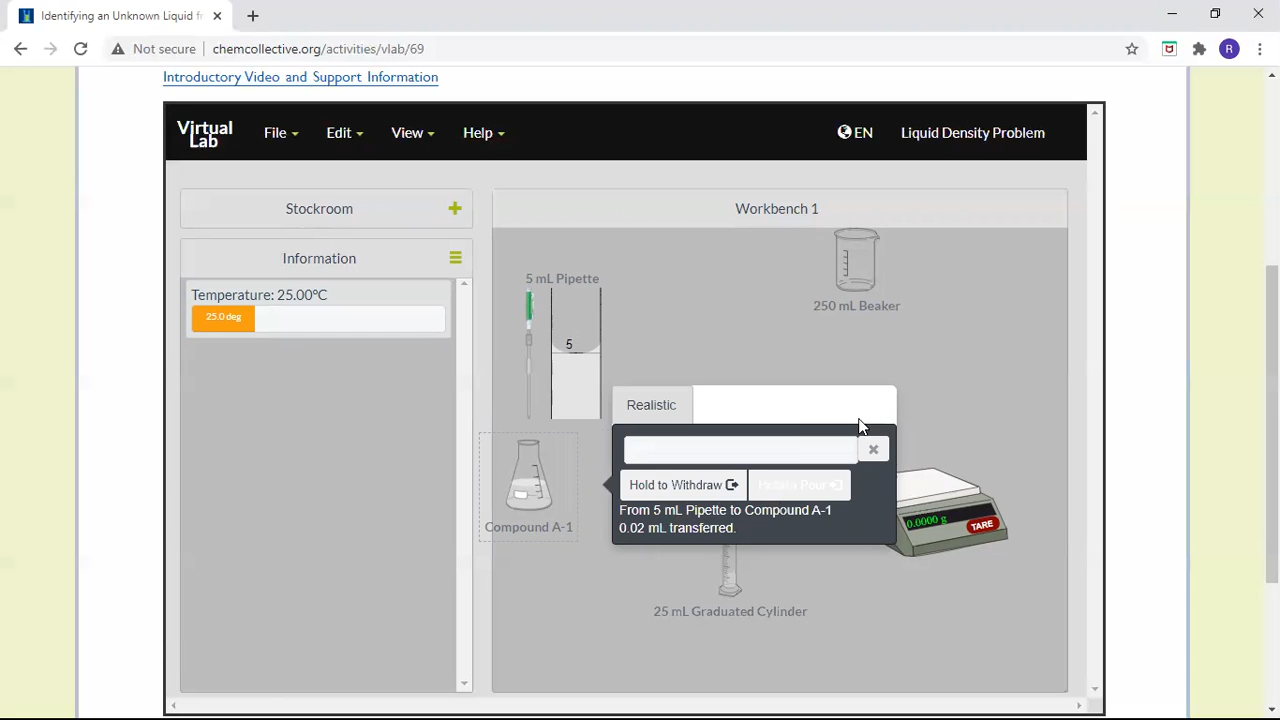 Identifying an Unknown Liquid fr
R
Not secure
chemcollective.org/activities/vlab/69
Introductory Video and Support Information
Virtual Lab
File
Edit
View
Help
EN
Liquid Density Problem
Stockroom
Workbench 1
Information
Temperature: 25.00°C
25.0 deg
5 mL Pipette
5
250 mL Beaker
Realistic
Hold to Withdraw
Hold to Pour
From 5 mL Pipette to Compound A-1
0.02 mL transferred.
Compound A-1
0.0000 g
TARE
25 mL Graduated Cylinder